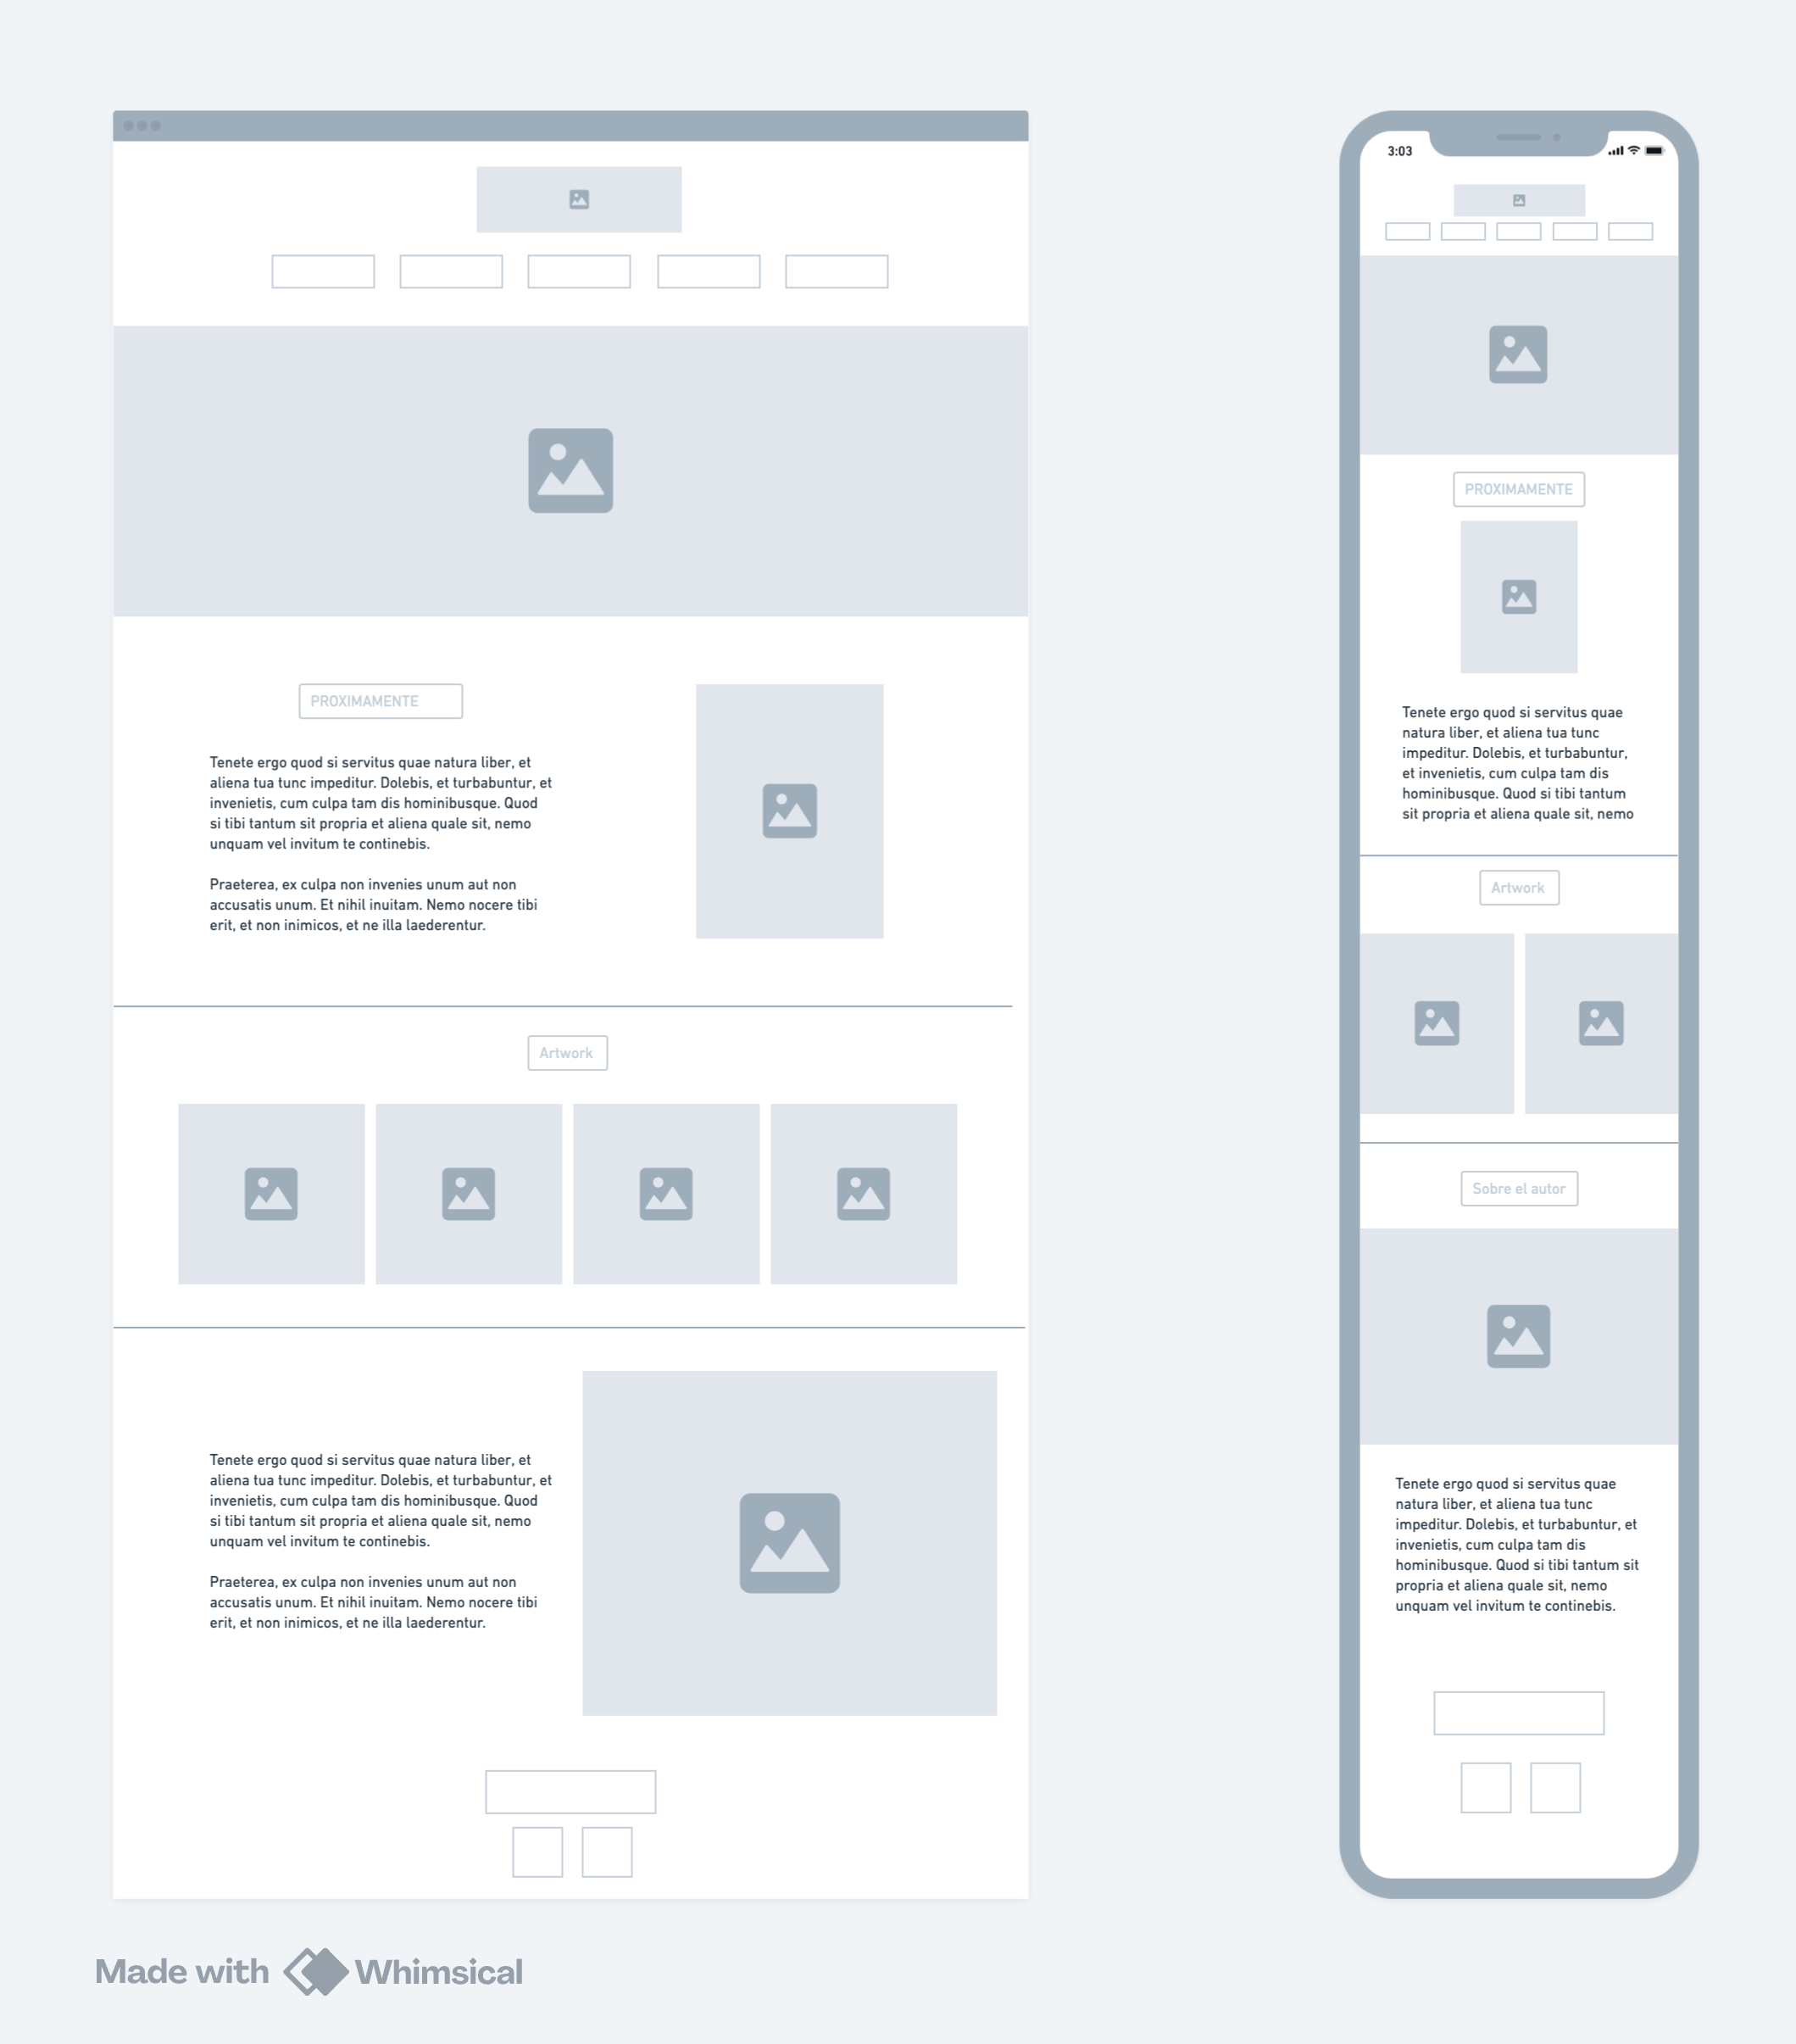 PROXIMAMENTE
Tenete ergo quod si servitus quae natura liber, et
aliena tua tunc impeditur. Dolebis, et turbabuntur, et
invenietis, cum culpa tam dis hominibusque. Quod
si tibi tantum sit propria et aliena quale sit, nemo
unquam vel invitum te continebis.
Praeterea, ex culpa non invenies unum aut non
accusatis unum. Et nihil inuitam. Nemo nocere tibi
erit, et non inimicos, et ne illa laederentur.
Artwork
Tenete ergo quod si servitus quae natura liber, et
aliena tua tunc impeditur. Dolebis, et turbabuntur, et
invenietis, cum culpa tam dis hominibusque. Quod
si tibi tantum sit propria et aliena quale sit, nemo
unquam vel invitum te continebis.
Praeterea, ex culpa non invenies unum aut non
accusatis unum. Et nihil inuitam. Nemo nocere tibi
erit, et non inimicos, et ne illa laederentur.
3:03
PROXIMAMENTE
Tenete ergo quod si servitus quae
natura liber, et aliena tua tunc
impeditur. Dolebis, et turbabuntur,
et invenietis, cum culpa tam dis
hominibusque. Quod si tibi tantum
sit propria et aliena quale sit, nemo
Artwork
Sobre el autor
Tenete ergo quod si servitus quae
natura liber, et aliena tua tunc
impeditur. Dolebis, et turbabuntur, et
invenietis, cum culpa tam dis
hominibusque. Quod si tibi tantum sit
propria et aliena quale sit, nemo
unquam vel invitum te continebis.
Made with Whimsical